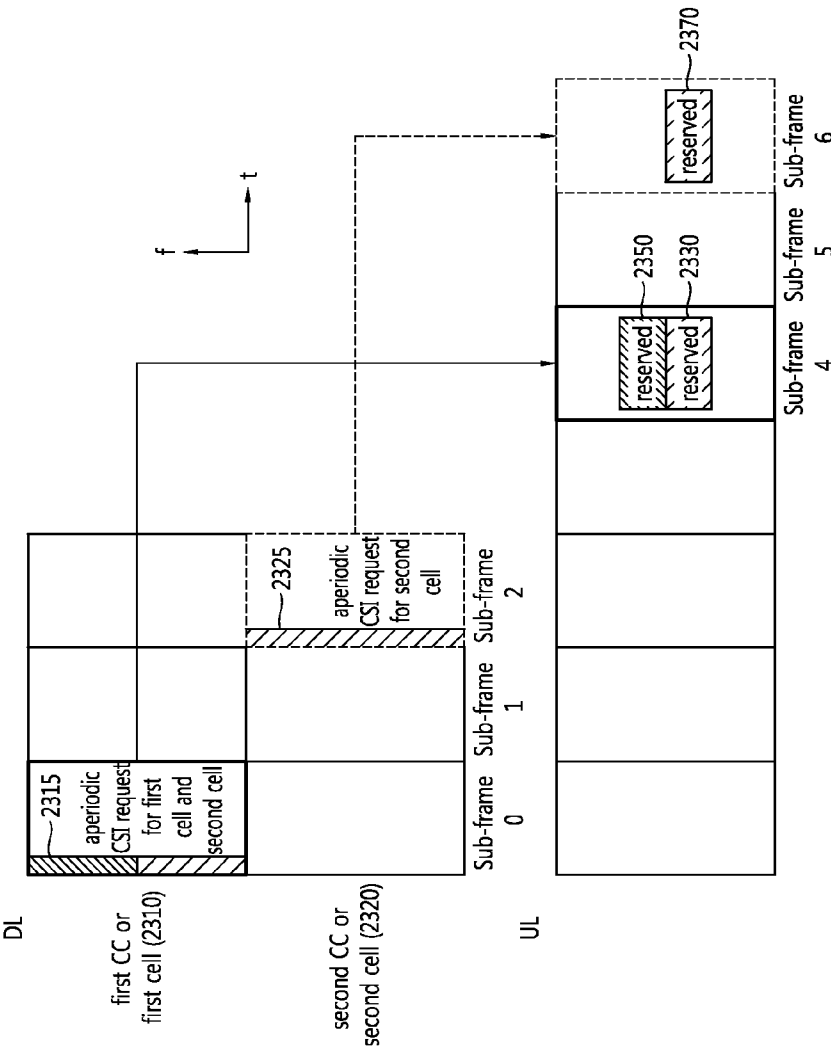 DL
first CC or
first cell (2310)
2315
aperiodic
CSI request
for first
cell and
second cell
f
t
second CC or
second cell (2320)
2325
aperiodic
CSI request
for second
cell
Sub-frame
0
Sub-frame
1
Sub-frame
2
UL
reserved
2350
reserved
2330
reserved
2370
Sub-frame
4
Sub-frame
5
Sub-frame
6